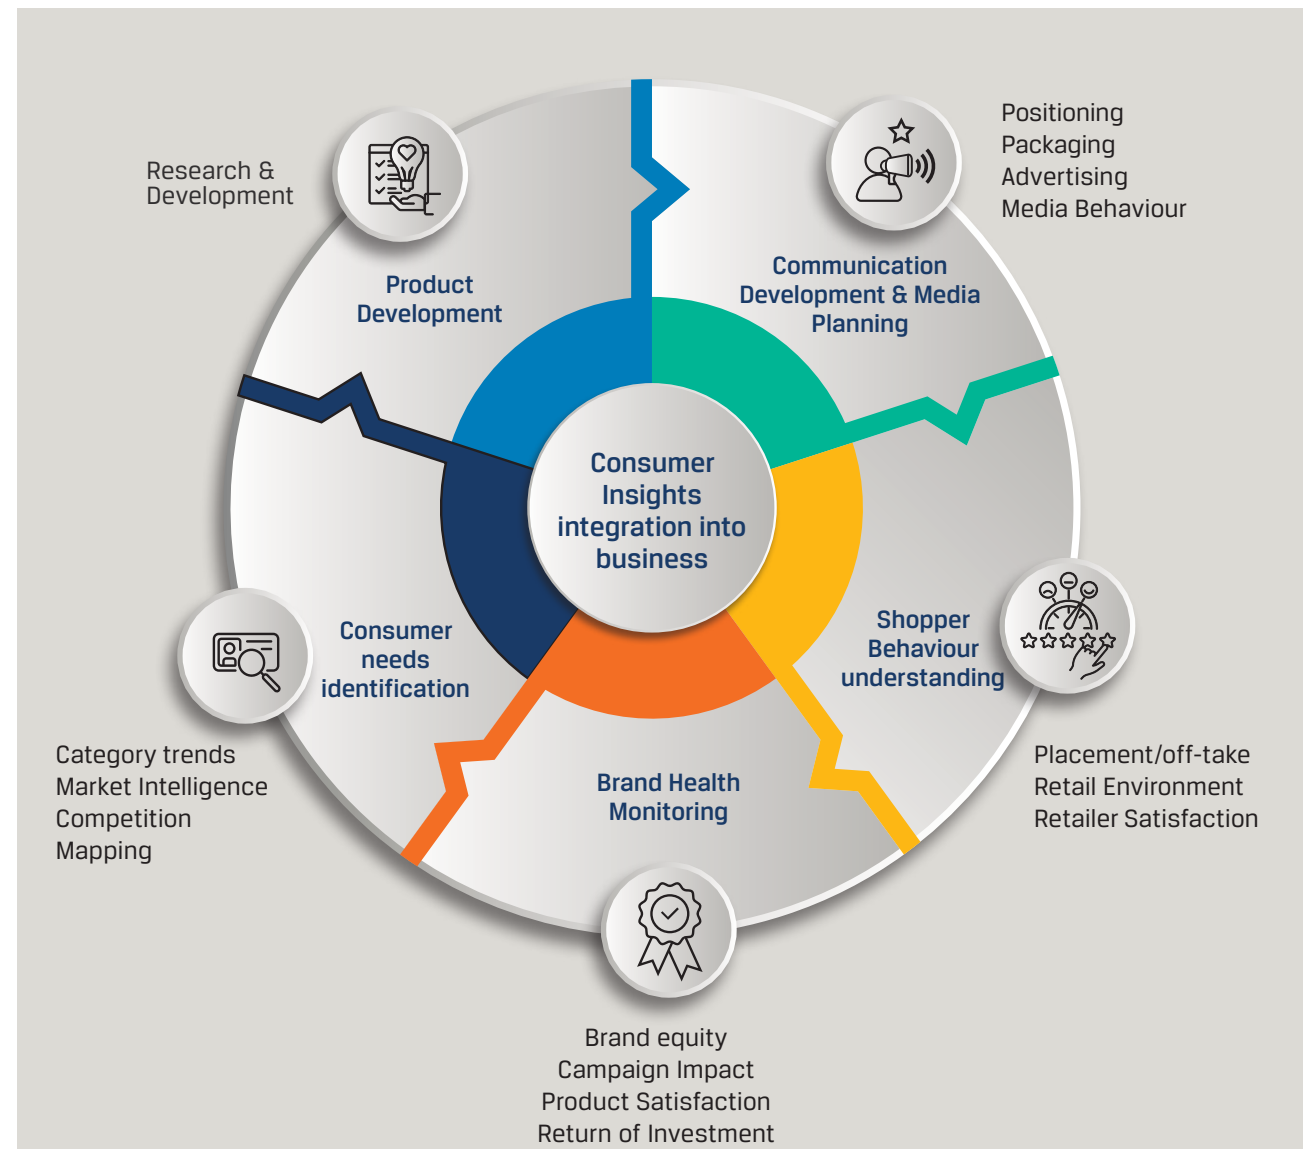 Research &
Development
Positioning
Packaging
Advertising
Media Behaviour
Product
Development
Communication
Development & Media
Planning
Consumer
Insights
integration into
business
Consumer
needs
identification
Shopper
Behaviour
understanding
Category trends
Market Intelligence
Competition
Mapping
Brand Health
Monitoring
Placement/off-take
Retail Environment
Retailer Satisfaction
Brand equity
Campaign Impact
Product Satisfaction
Return of Investment